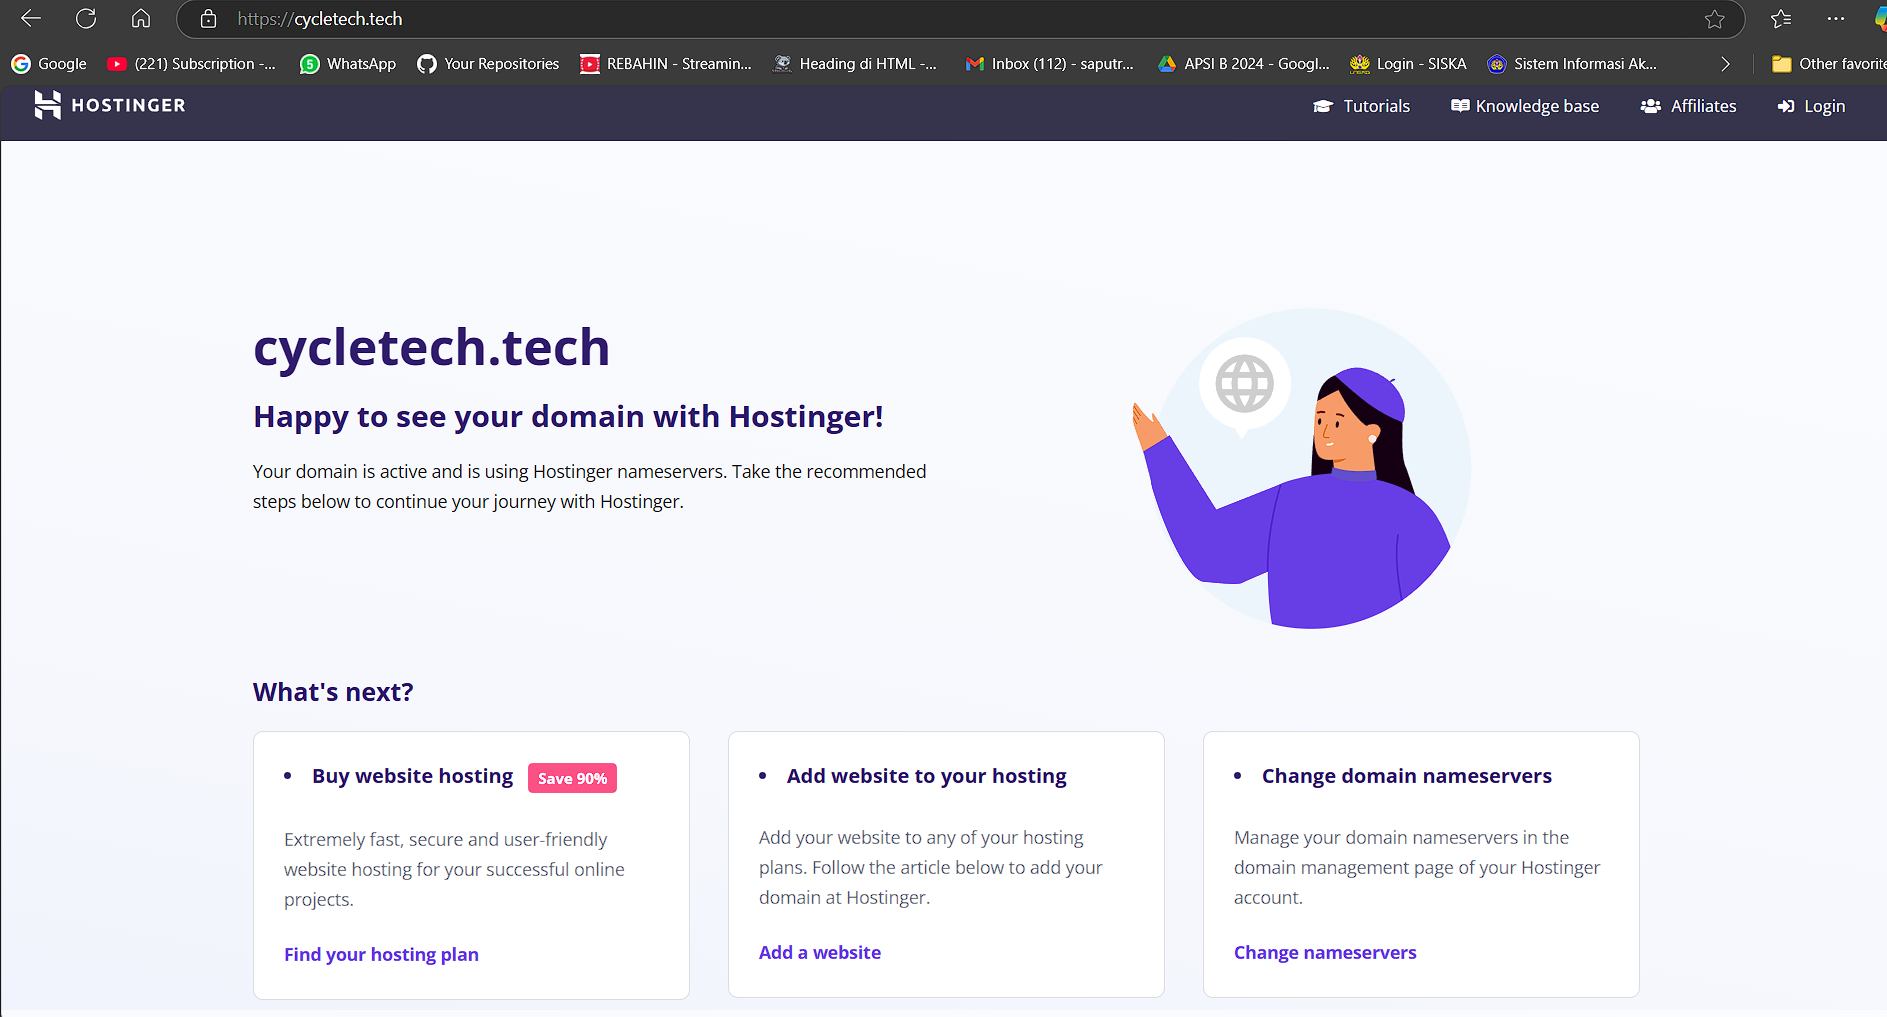 https://cycletech.tech
Google (221) Subscription -... WhatsApp Your Repositories REBAHIN - Streamin... Heading di HTML -... Inbox (112) - saputr... APSI B 2024 - Googl... Login - SISKA Sistem Informasi Ak... Other favorite
HOSTINGER Tutorials Knowledge base Affiliates Login
cycletech.tech
Happy to see your domain with Hostinger!
Your domain is active and is using Hostinger nameservers. Take the recommended
steps below to continue your journey with Hostinger.
What's next?
• Buy website hosting Save 90%
Extremely fast, secure and user-friendly
website hosting for your successful online
projects.
Find your hosting plan
• Add website to your hosting
Add your website to any of your hosting
plans. Follow the article below to add your
domain at Hostinger.
Add a website
• Change domain nameservers
Manage your domain nameservers in the
domain management page of your Hostinger
account.
Change nameservers